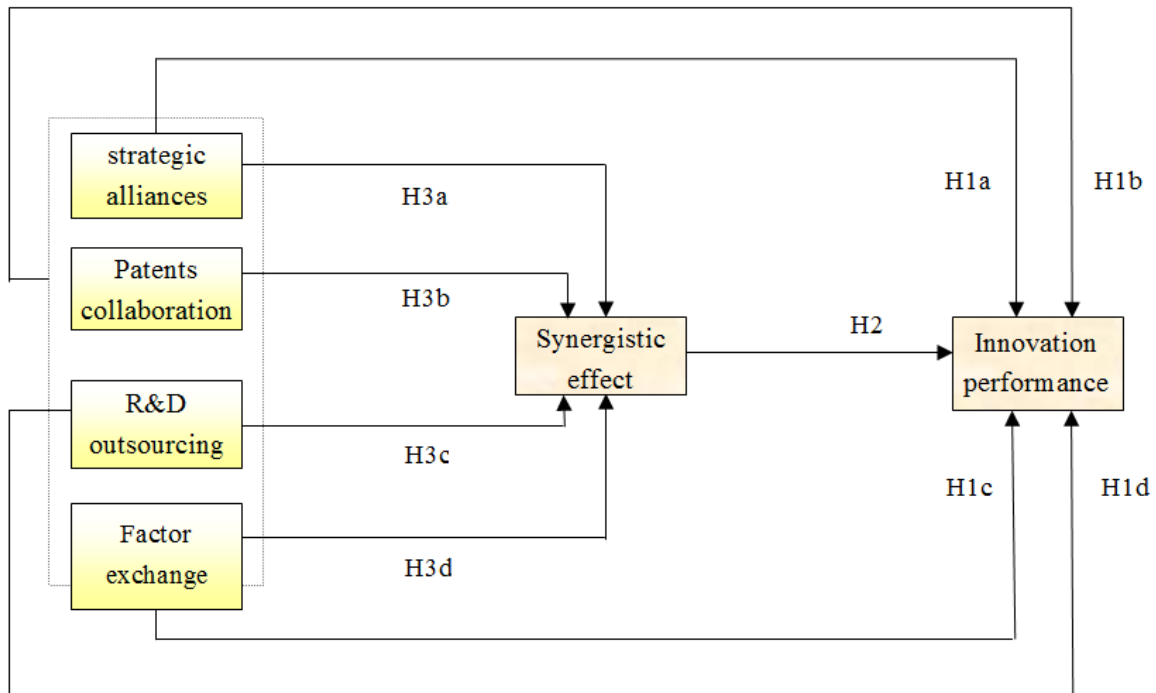 strategic
alliances
Patents
collaboration
R&D
outsourcing
Factor
exchange
H3a
H3b
H3c
H3d
Synergistic
effect
H2
H1a
H1b
Innovation
performance
H1c
H1d